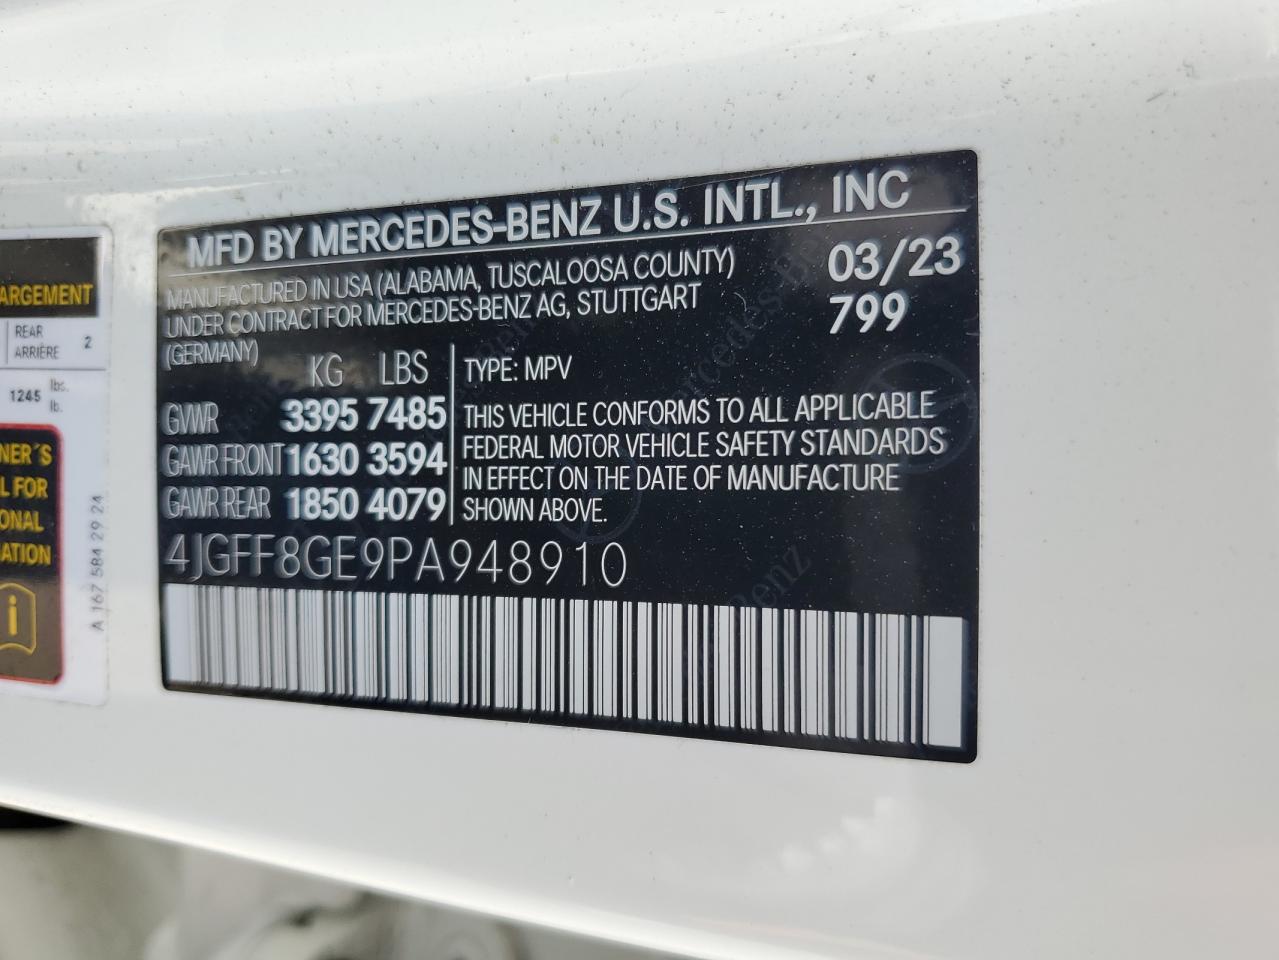 ARGEMENT
REAR
ARRIÈRE 2
1245 lbs.
lb.
NER´S
L FOR
ONAL
ATION
i
A 167 584 29 24
MFD BY MERCEDES-BENZ U.S. INTL., INC
MANUFACTURED IN USA (ALABAMA, TUSCALOOSA COUNTY) 03/23
UNDER CONTRACT FOR MERCEDES-BENZ AG, STUTTGART 799
(GERMANY)
KG LBS
GVWR 3395 7485
GAWR FRONT 1630 3594
GAWR REAR 1850 4079
TYPE: MPV
THIS VEHICLE CONFORMS TO ALL APPLICABLE
FEDERAL MOTOR VEHICLE SAFETY STANDARDS
IN EFFECT ON THE DATE OF MANUFACTURE
SHOWN ABOVE.
4JGFF8GE9PA948910